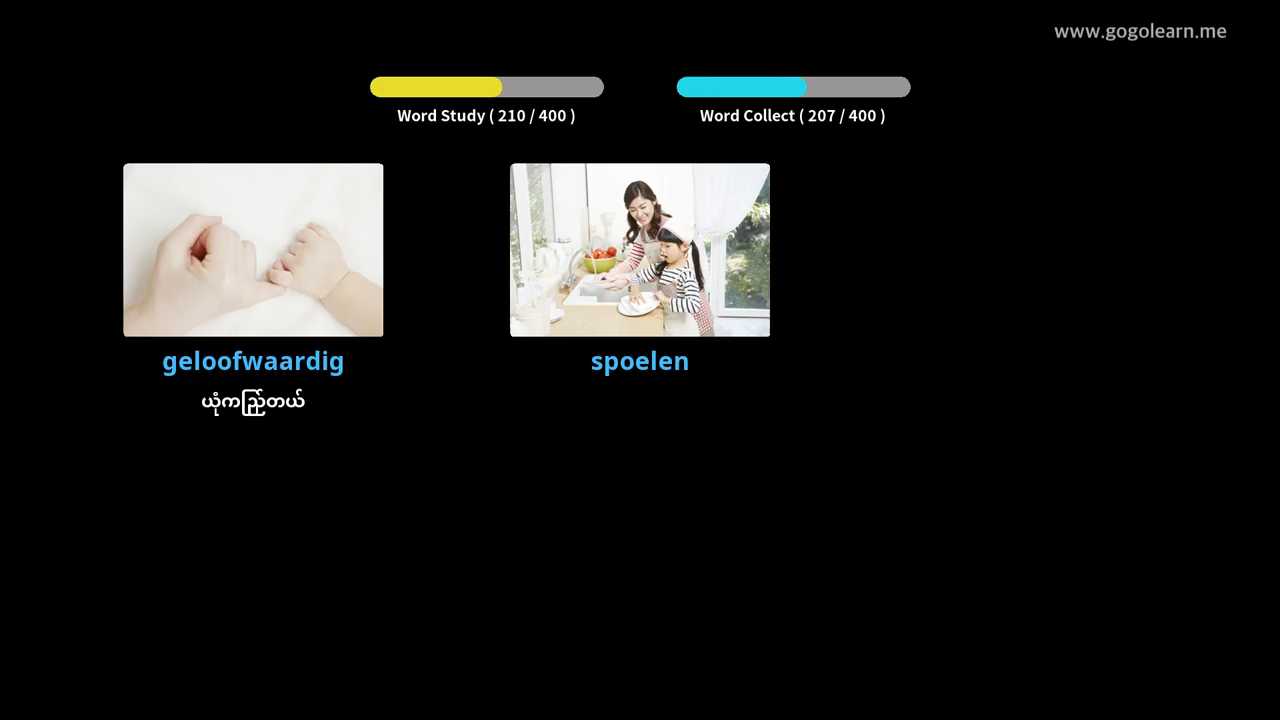 www.gogolearn.me
Word Study ( 210 / 400 )
Word Collect ( 207 / 400 )
geloofwaardig
spoelen
ယုံကြည်တယ်